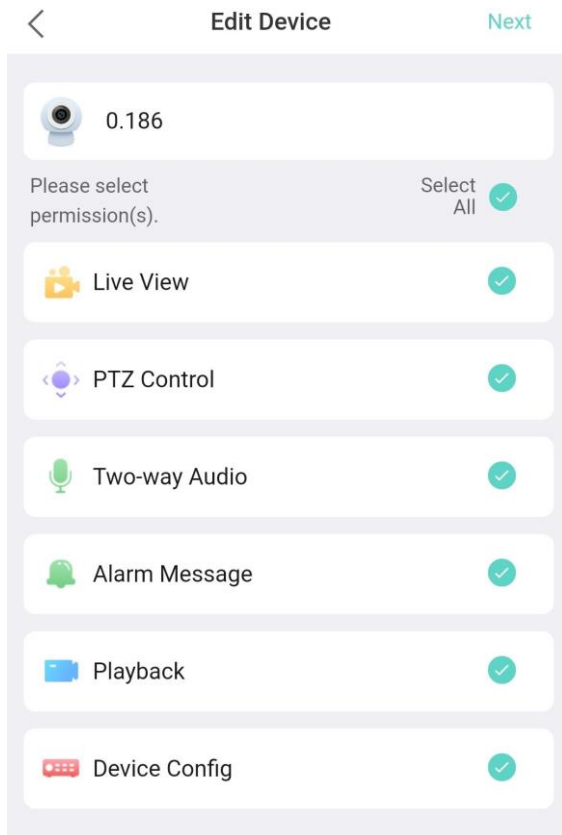 Edit Device
Next
0.186
Please select
permission(s).
Select
All
Live View
PTZ Control
Two-way Audio
Alarm Message
Playback
Device Config